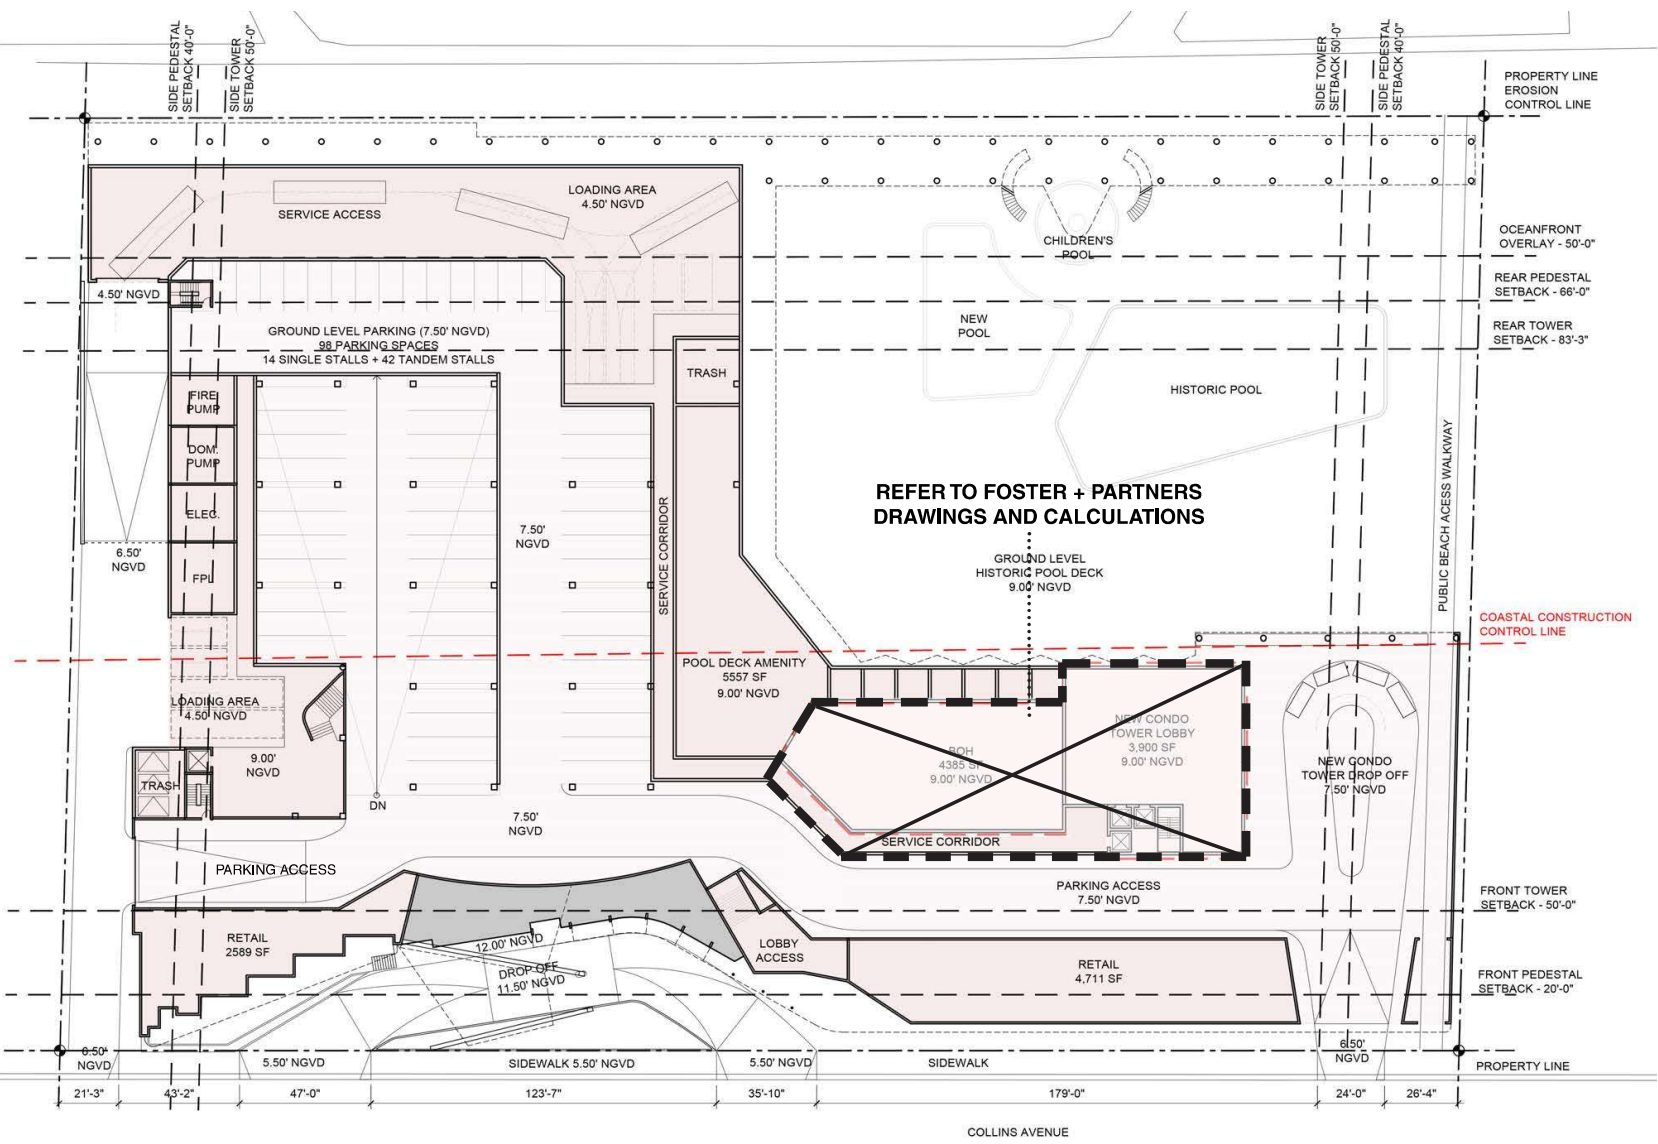 SIDE PEDESTAL
SETBACK 40'-0"
SIDE TOWER
SETBACK 50'-0"
SIDE TOWER
SETBACK 50'-0"
SIDE PEDESTAL
SETBACK 40'-0"
PROPERTY LINE
EROSION
CONTROL LINE
LOADING AREA
4.50' NGVD
SERVICE ACCESS
CHILDREN'S
POOL
OCEANFRONT
OVERLAY - 50'-0"
4.50' NGVD
REAR PEDESTAL
SETBACK - 66'-0"
GROUND LEVEL PARKING (7.50' NGVD)
98 PARKING SPACES
14 SINGLE STALLS + 42 TANDEM STALLS
NEW
POOL
REAR TOWER
SETBACK - 83'-3"
TRASH
HISTORIC POOL
FIRE
PUMP
DOM.
PUMP
ELEC.
FPL
6.50'
NGVD
7.50'
NGVD
SERVICE CORRIDOR
PUBLIC BEACH ACESS WALKWAY
REFER TO FOSTER + PARTNERS
DRAWINGS AND CALCULATIONS
GROUND LEVEL
HISTORIC POOL DECK
9.00' NGVD
COASTAL CONSTRUCTION
CONTROL LINE
POOL DECK AMENITY
5557 SF
9.00' NGVD
LOADING AREA
4.50' NGVD
9.00'
NGVD
TRASH
DN
BOH
4385 SF
9.00' NGVD
NEW CONDO
TOWER LOBBY
3,900 SF
9.00' NGVD
NEW CONDO
TOWER DROP OFF
7.50' NGVD
7.50'
NGVD
SERVICE CORRIDOR
PARKING ACCESS
PARKING ACCESS
7.50' NGVD
FRONT TOWER
SETBACK - 50'-0"
RETAIL
2589 SF
12.00' NGVD
DROP OFF
11.50' NGVD
LOBBY
ACCESS
RETAIL
4,711 SF
FRONT PEDESTAL
SETBACK - 20'-0"
6.50'
NGVD
5.50' NGVD
SIDEWALK 5.50' NGVD
5.50' NGVD
SIDEWALK
6.50'
NGVD
PROPERTY LINE
21'-3"
43'-2"
47'-0"
123'-7"
35'-10"
179'-0"
24'-0"
26'-4"
COLLINS AVENUE